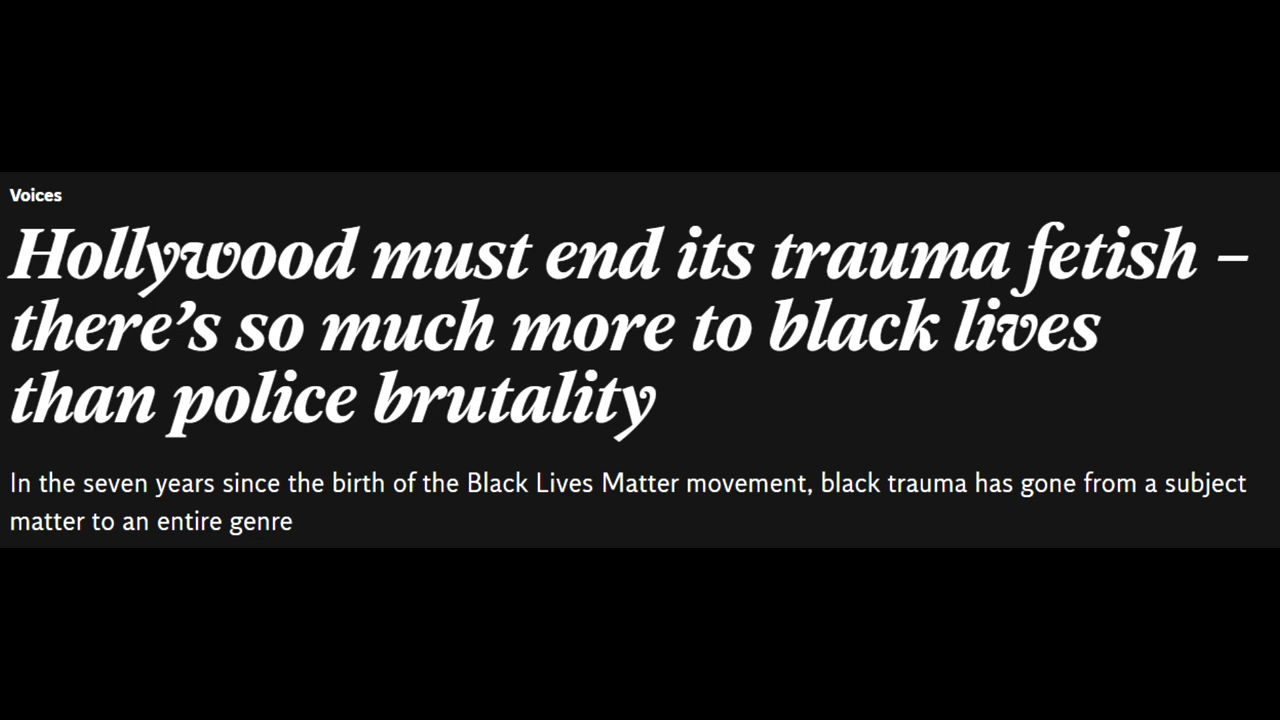 Voices
Hollywood must end its trauma fetish –
there’s so much more to black lives
than police brutality
In the seven years since the birth of the Black Lives Matter movement, black trauma has gone from a subject
matter to an entire genre